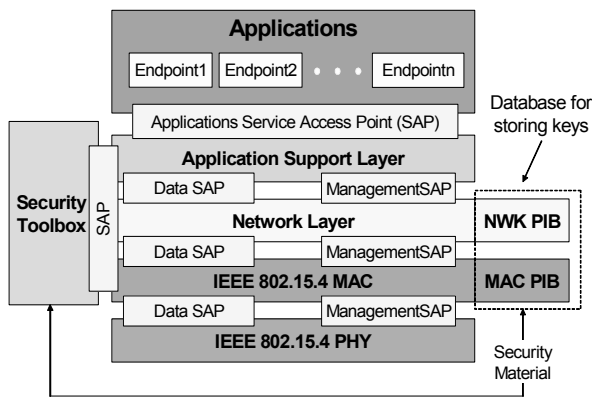 Applications
Endpoint1 Endpoint2 • • • Endpointn
Applications Service Access Point (SAP)
Database for
storing keys
Application Support Layer
Security
Toolbox
SAP
Data SAP ManagementSAP
Network Layer NWK PIB
Data SAP ManagementSAP
IEEE 802.15.4 MAC MAC PIB
Data SAP ManagementSAP
IEEE 802.15.4 PHY
Security
Material